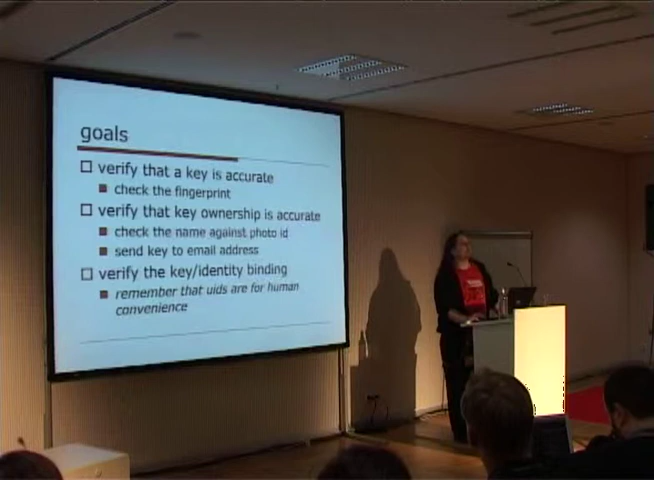 goals
verify that a key is accurate
check the fingerprint
verify that key ownership is accurate
check the name against photo id
send key to email address
verify the key/identity binding
remember that uids are for human
convenience